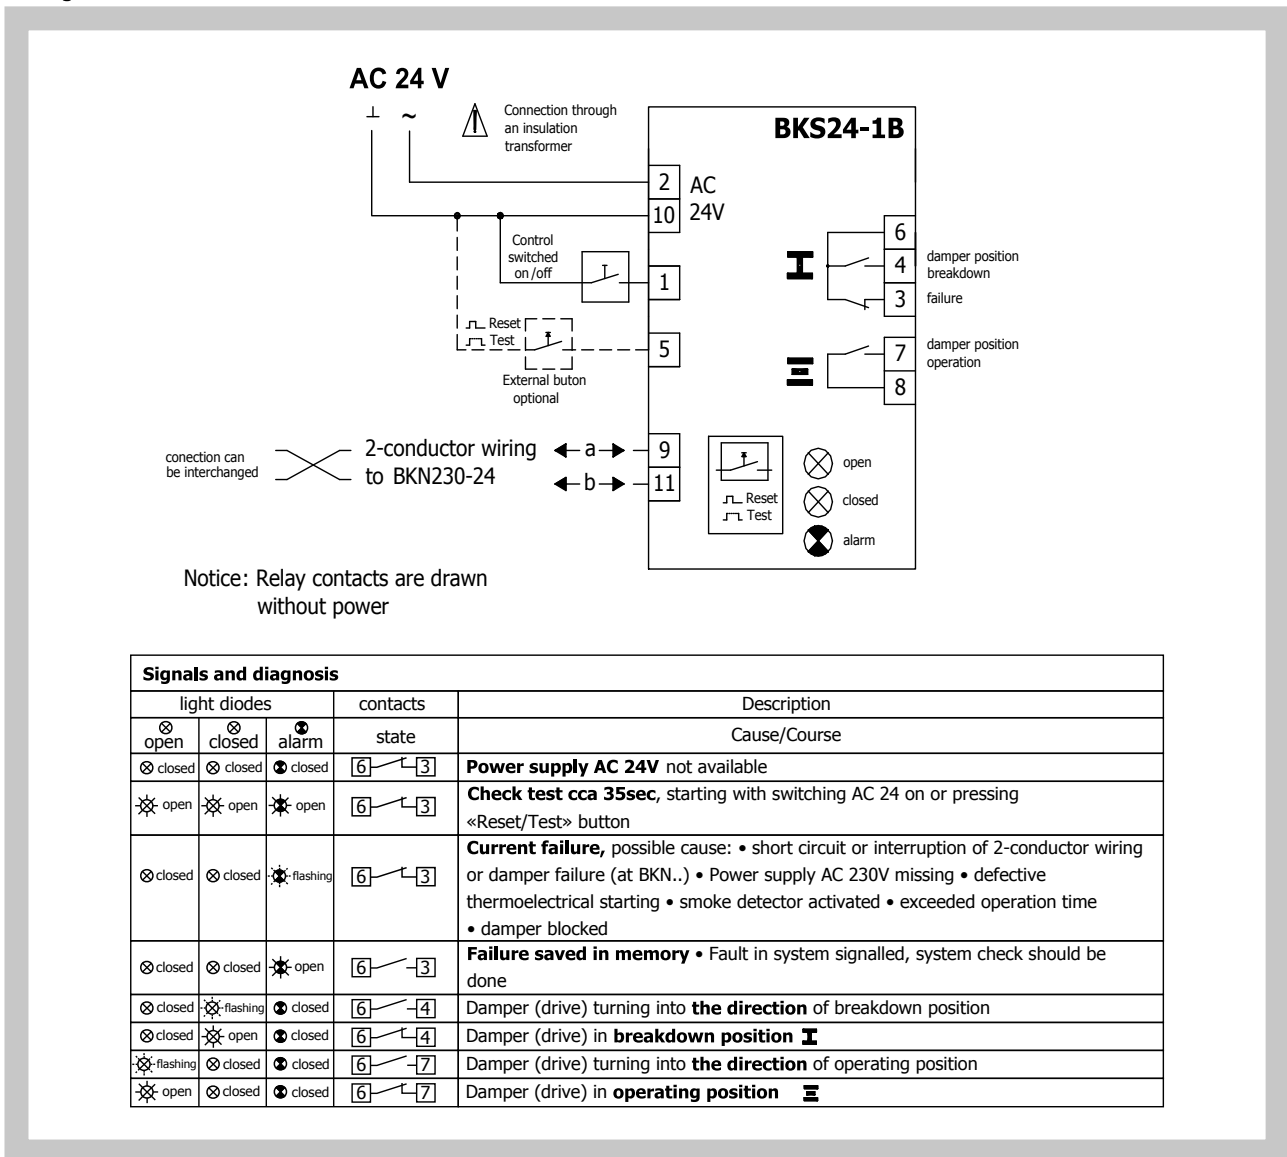 AC 24 V
⊥ ~
Connection through
an insulation
transformer
BKS24-1B
2 AC
10 24V
Control
switched
on /off
1
Reset
Test
5
External buton
optional
6
4 damper position
breakdown
3 failure
7 damper position
operation
8
conection can
be interchanged
2-conductor wiring
to BKN230-24
a 9
b 11
Reset
Test
open
closed
alarm
Notice: Relay contacts are drawn
without power
Signals and diagnosis
light diodes contacts Description
open closed alarm state Cause/Course
closed closed closed 6 3 Power supply AC 24V not available
open open open 6 3 Check test cca 35sec, starting with switching AC 24 on or pressing
«Reset/Test» button
closed closed flashing 6 3 Current failure, possible cause: • short circuit or interruption of 2-conductor wiring
or damper failure (at BKN..) • Power supply AC 230V missing • defective
thermoelectrical starting • smoke detector activated • exceeded operation time
• damper blocked
closed closed open 6 3 Failure saved in memory • Fault in system signalled, system check should be
done
closed flashing closed 6 4 Damper (drive) turning into the direction of breakdown position
closed open closed 6 4 Damper (drive) in breakdown position
flashing closed closed 6 7 Damper (drive) turning into the direction of operating position
open closed closed 6 7 Damper (drive) in operating position